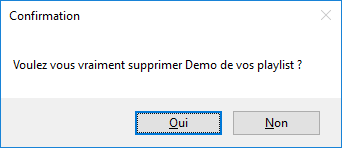 Confirmation
Voulez vous vraiment supprimer Demo de vos playlist ?
Oui
Non